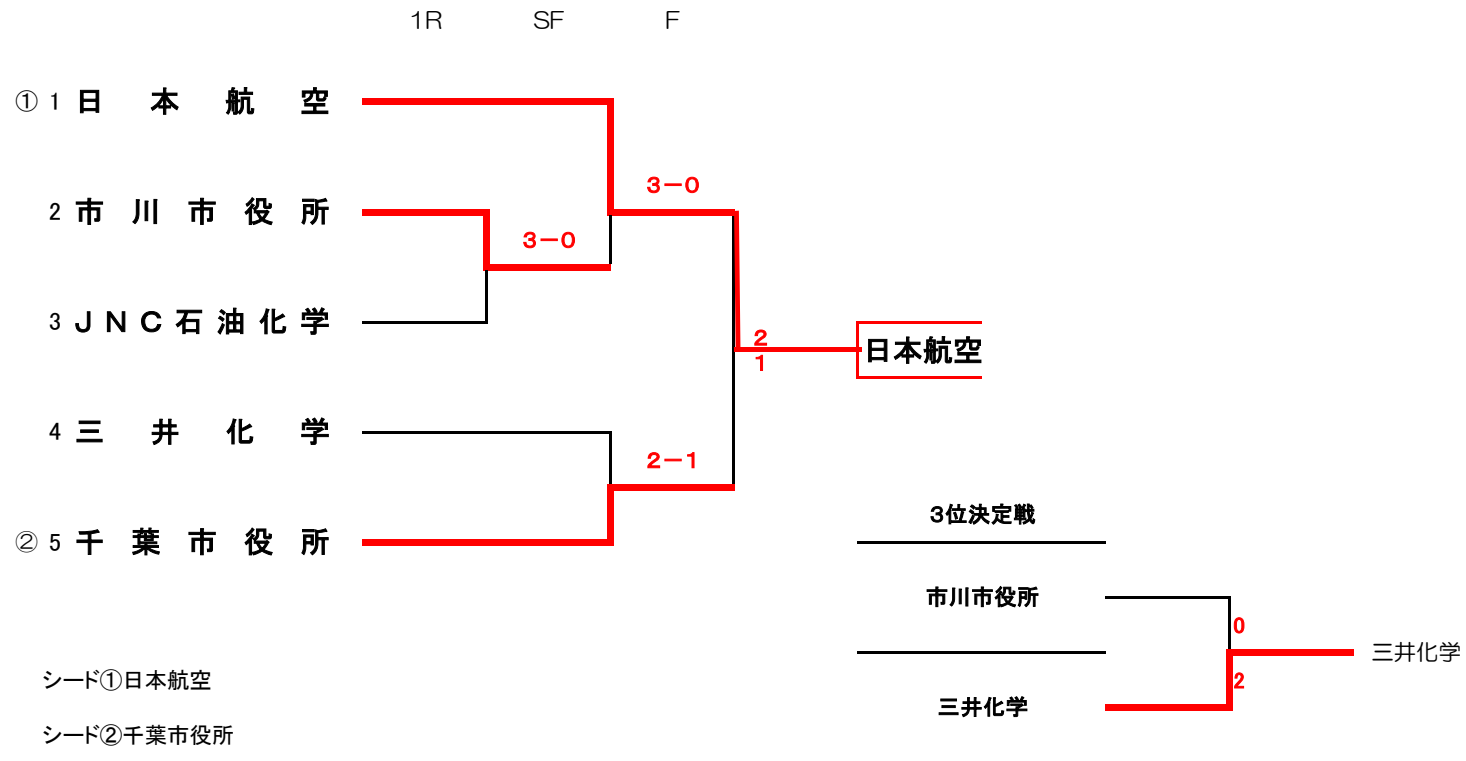 1R SF F
① 1 日本航空
3－0
2 市川市役所
3－0
3 ＪＮＣ石油化学
2
1
日本航空
4 三井化学
2－1
3位決定戦
② 5 千葉市役所
市川市役所
0
三井化学
シード①日本航空
2
三井化学
シード②千葉市役所